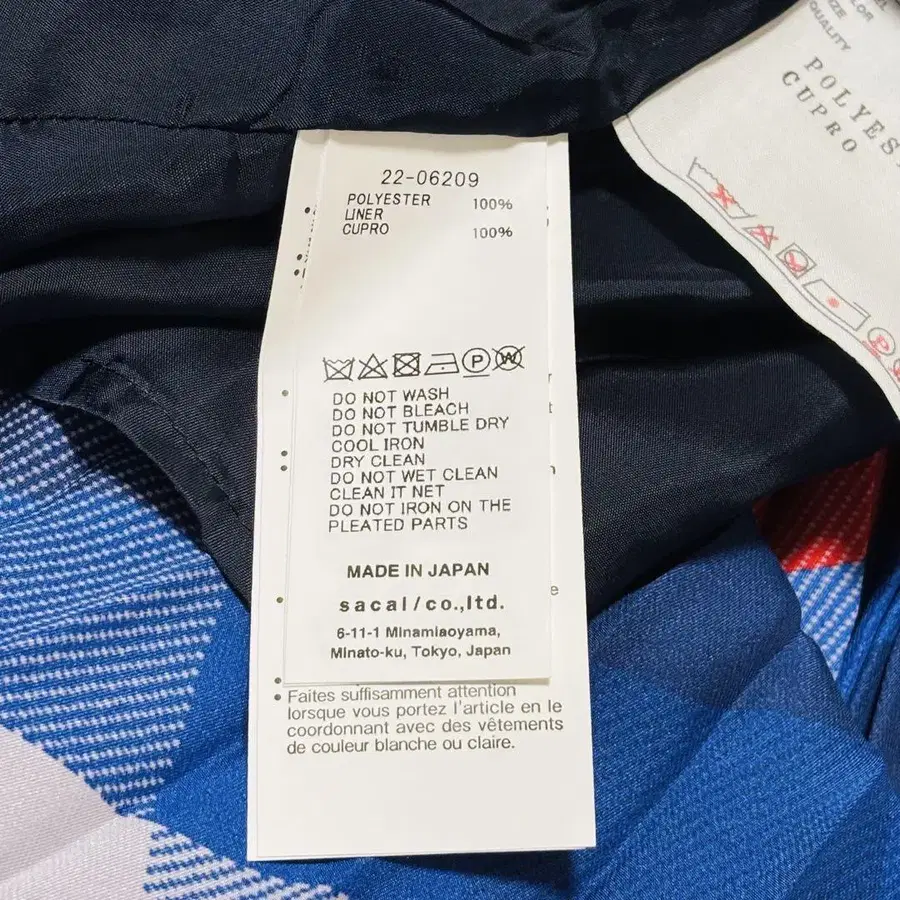 22-06209
POLYESTER 100%
LINER
CUPRO 100%
P W
DO NOT WASH
DO NOT BLEACH
DO NOT TUMBLE DRY
COOL IRON
DRY CLEAN
DO NOT WET CLEAN
CLEAN IT NET
DO NOT IRON ON THE
PLEATED PARTS
MADE IN JAPAN
sacai/co.,ltd.
6-11-1 Minamiaoyama,
Minato-ku, Tokyo, Japan
• Faites suffisamment attention
lorsque vous portez l'article en le
coordonnant avec des vêtements
de couleur blanche ou claire.
QUALITY
CUPRO
P